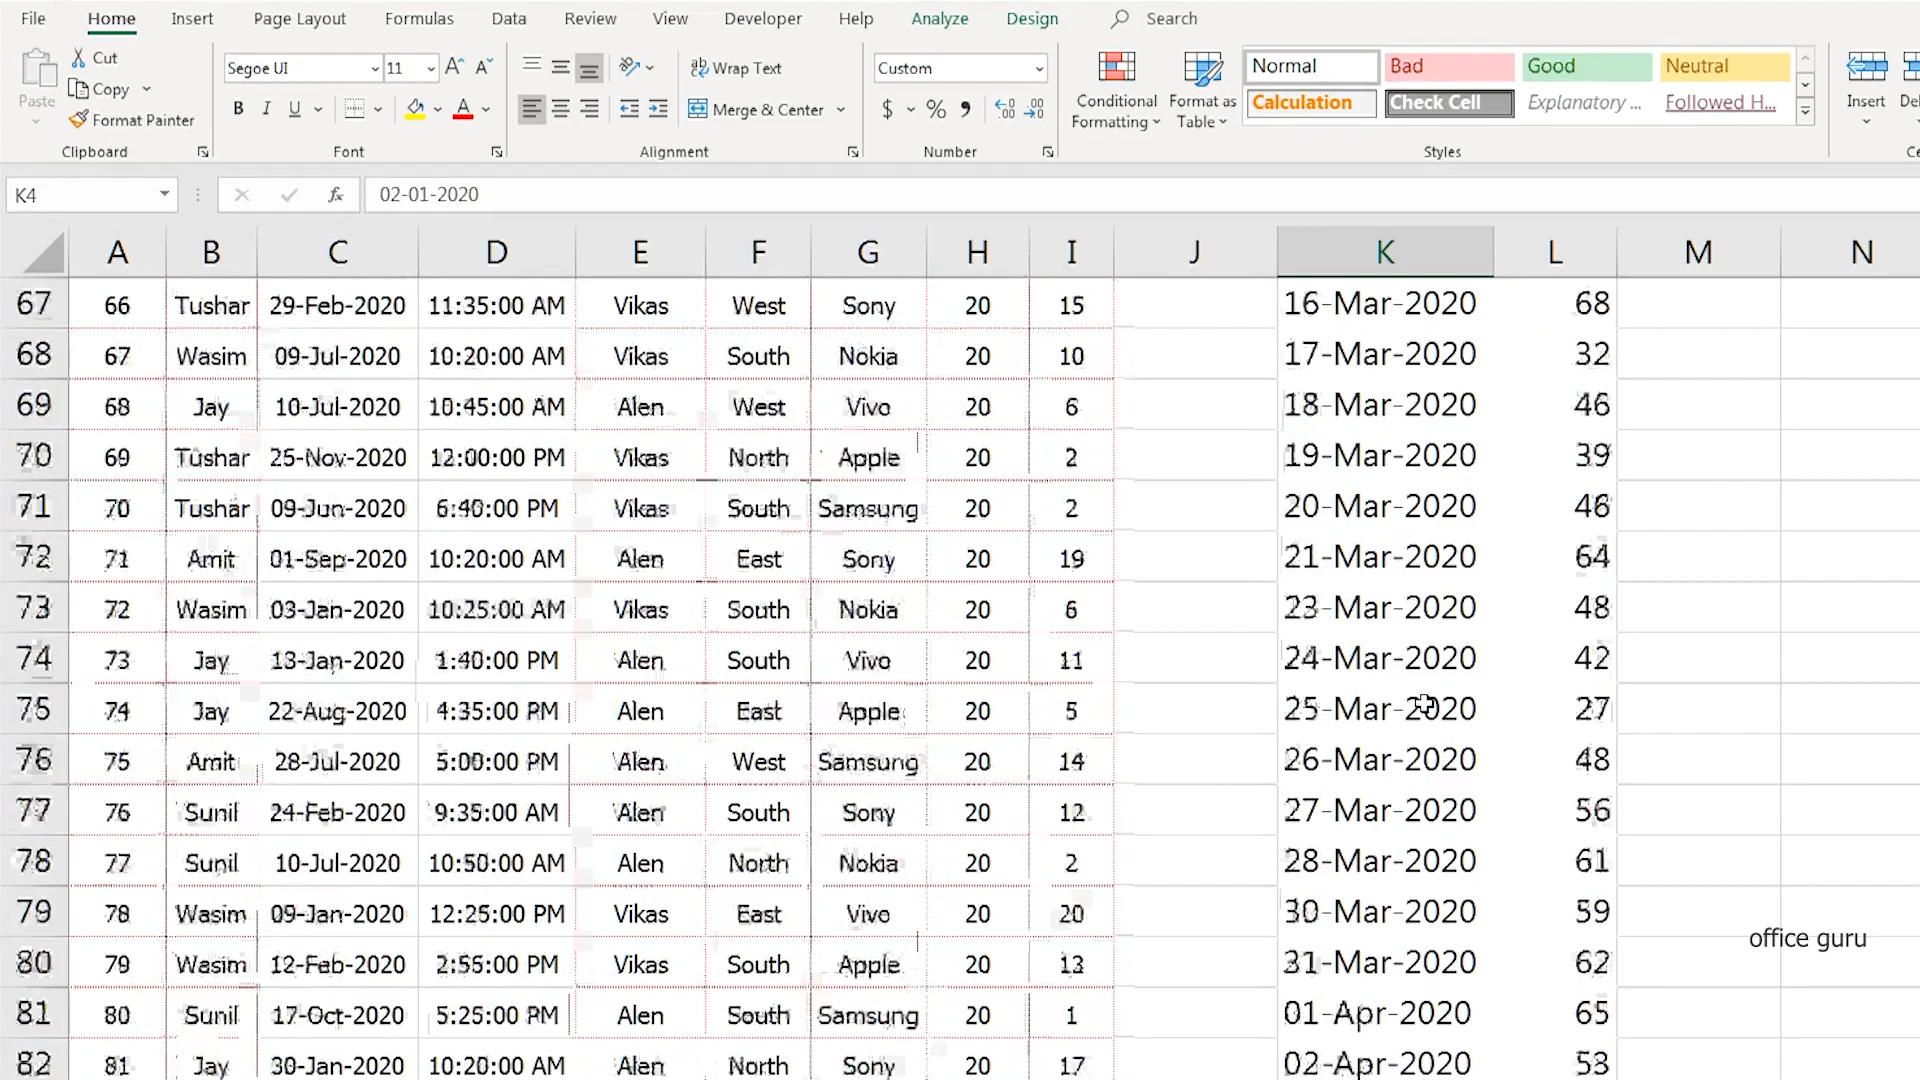 File Home Insert Page Layout Formulas Data Review View Developer Help Analyze Design Search
Paste Cut Copy Format Painter Clipboard
Segoe UI 11 B I U A Font
Wrap Text Merge & Center Alignment
Custom $ % Number
Conditional Formatting Format as Table
Normal Bad Good Neutral
Calculation Check Cell Explanatory ... Followed H...
Styles
Insert
K4 fx 02-01-2020
A B C D E F G H I J K L M N
67 66 Tushar 29-Feb-2020 11:35:00 AM Vikas West Sony 20 15 16-Mar-2020 68
68 67 Wasim 09-Jul-2020 10:20:00 AM Vikas South Nokia 20 10 17-Mar-2020 32
69 68 Jay 10-Jul-2020 10:45:00 AM Alen West Vivo 20 6 18-Mar-2020 46
70 69 Tushar 25-Nov-2020 12:00:00 PM Vikas North Apple 20 2 19-Mar-2020 39
71 70 Tushar 09-Jun-2020 6:40:00 PM Vikas South Samsung 20 2 20-Mar-2020 46
72 71 Amit 01-Sep-2020 10:20:00 AM Alen East Sony 20 19 21-Mar-2020 64
73 72 Wasim 03-Jan-2020 10:25:00 AM Vikas South Nokia 20 6 23-Mar-2020 48
74 73 Jay 18-Jan-2020 1:40:00 PM Alen South Vivo 20 11 24-Mar-2020 42
75 74 Jay 22-Aug-2020 4:35:00 PM Alen East Apple 20 5 25-Mar-2020 27
76 75 Amit 28-Jul-2020 5:00:00 PM Alen West Samsung 20 14 26-Mar-2020 48
77 76 Sunil 24-Feb-2020 9:35:00 AM Alen South Sony 20 12 27-Mar-2020 56
78 77 Sunil 10-Jul-2020 10:50:00 AM Alen North Nokia 20 2 28-Mar-2020 61
79 78 Wasim 09-Jan-2020 12:25:00 PM Vikas East Vivo 20 20 30-Mar-2020 59
office guru
80 79 Wasim 12-Feb-2020 2:55:00 PM Vikas South Apple 20 13 31-Mar-2020 62
81 80 Sunil 17-Oct-2020 5:25:00 PM Alen South Samsung 20 1 01-Apr-2020 65
82 81 Jay 30-Jan-2020 10:20:00 AM Alen North Sony 20 17 02-Apr-2020 53